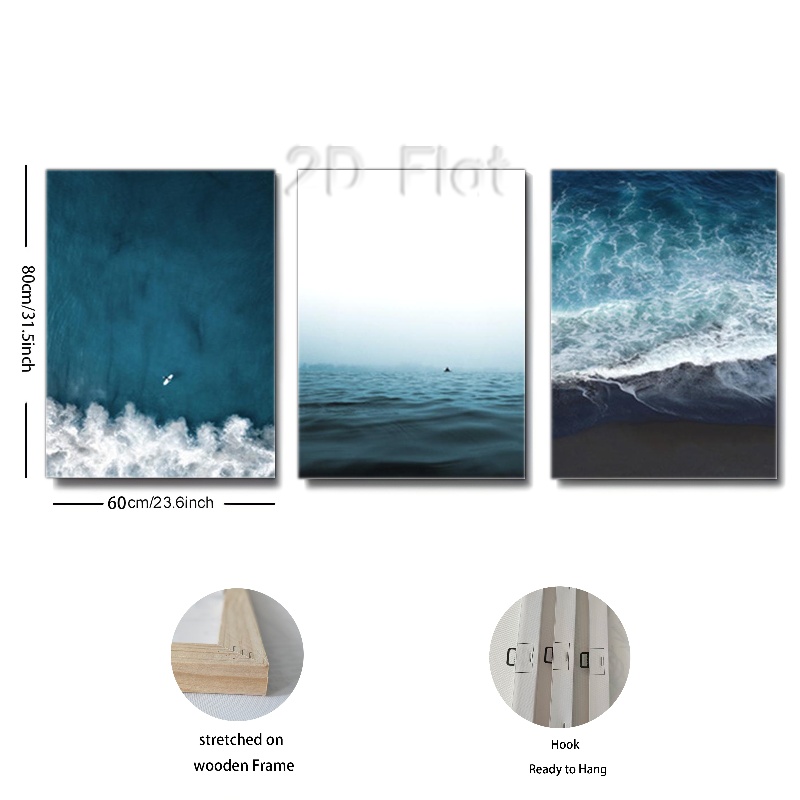 2D Flat
80cm/31.5inch
60cm/23.6inch
stretched on
wooden Frame
Hook
Ready to Hang